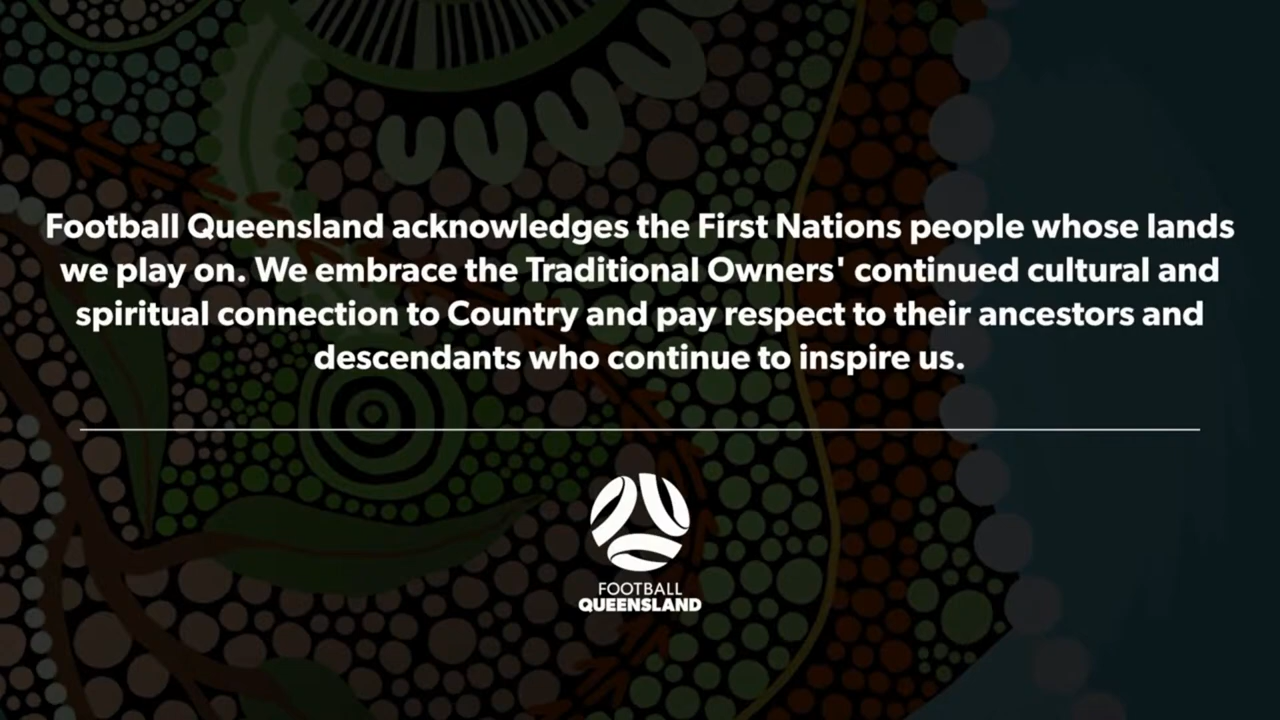 Football Queensland acknowledges the First Nations people whose lands
we play on. We embrace the Traditional Owners' continued cultural and
spiritual connection to Country and pay respect to their ancestors and
descendants who continue to inspire us.
FOOTBALL
QUEENSLAND